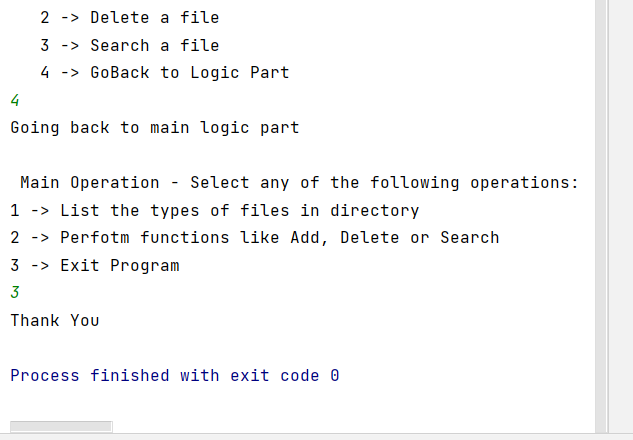 2 -> Delete a file
3 -> Search a file
4 -> GoBack to Logic Part
4
Going back to main logic part
Main Operation - Select any of the following operations:
1 -> List the types of files in directory
2 -> Perfotm functions like Add, Delete or Search
3 -> Exit Program
3
Thank You
Process finished with exit code 0